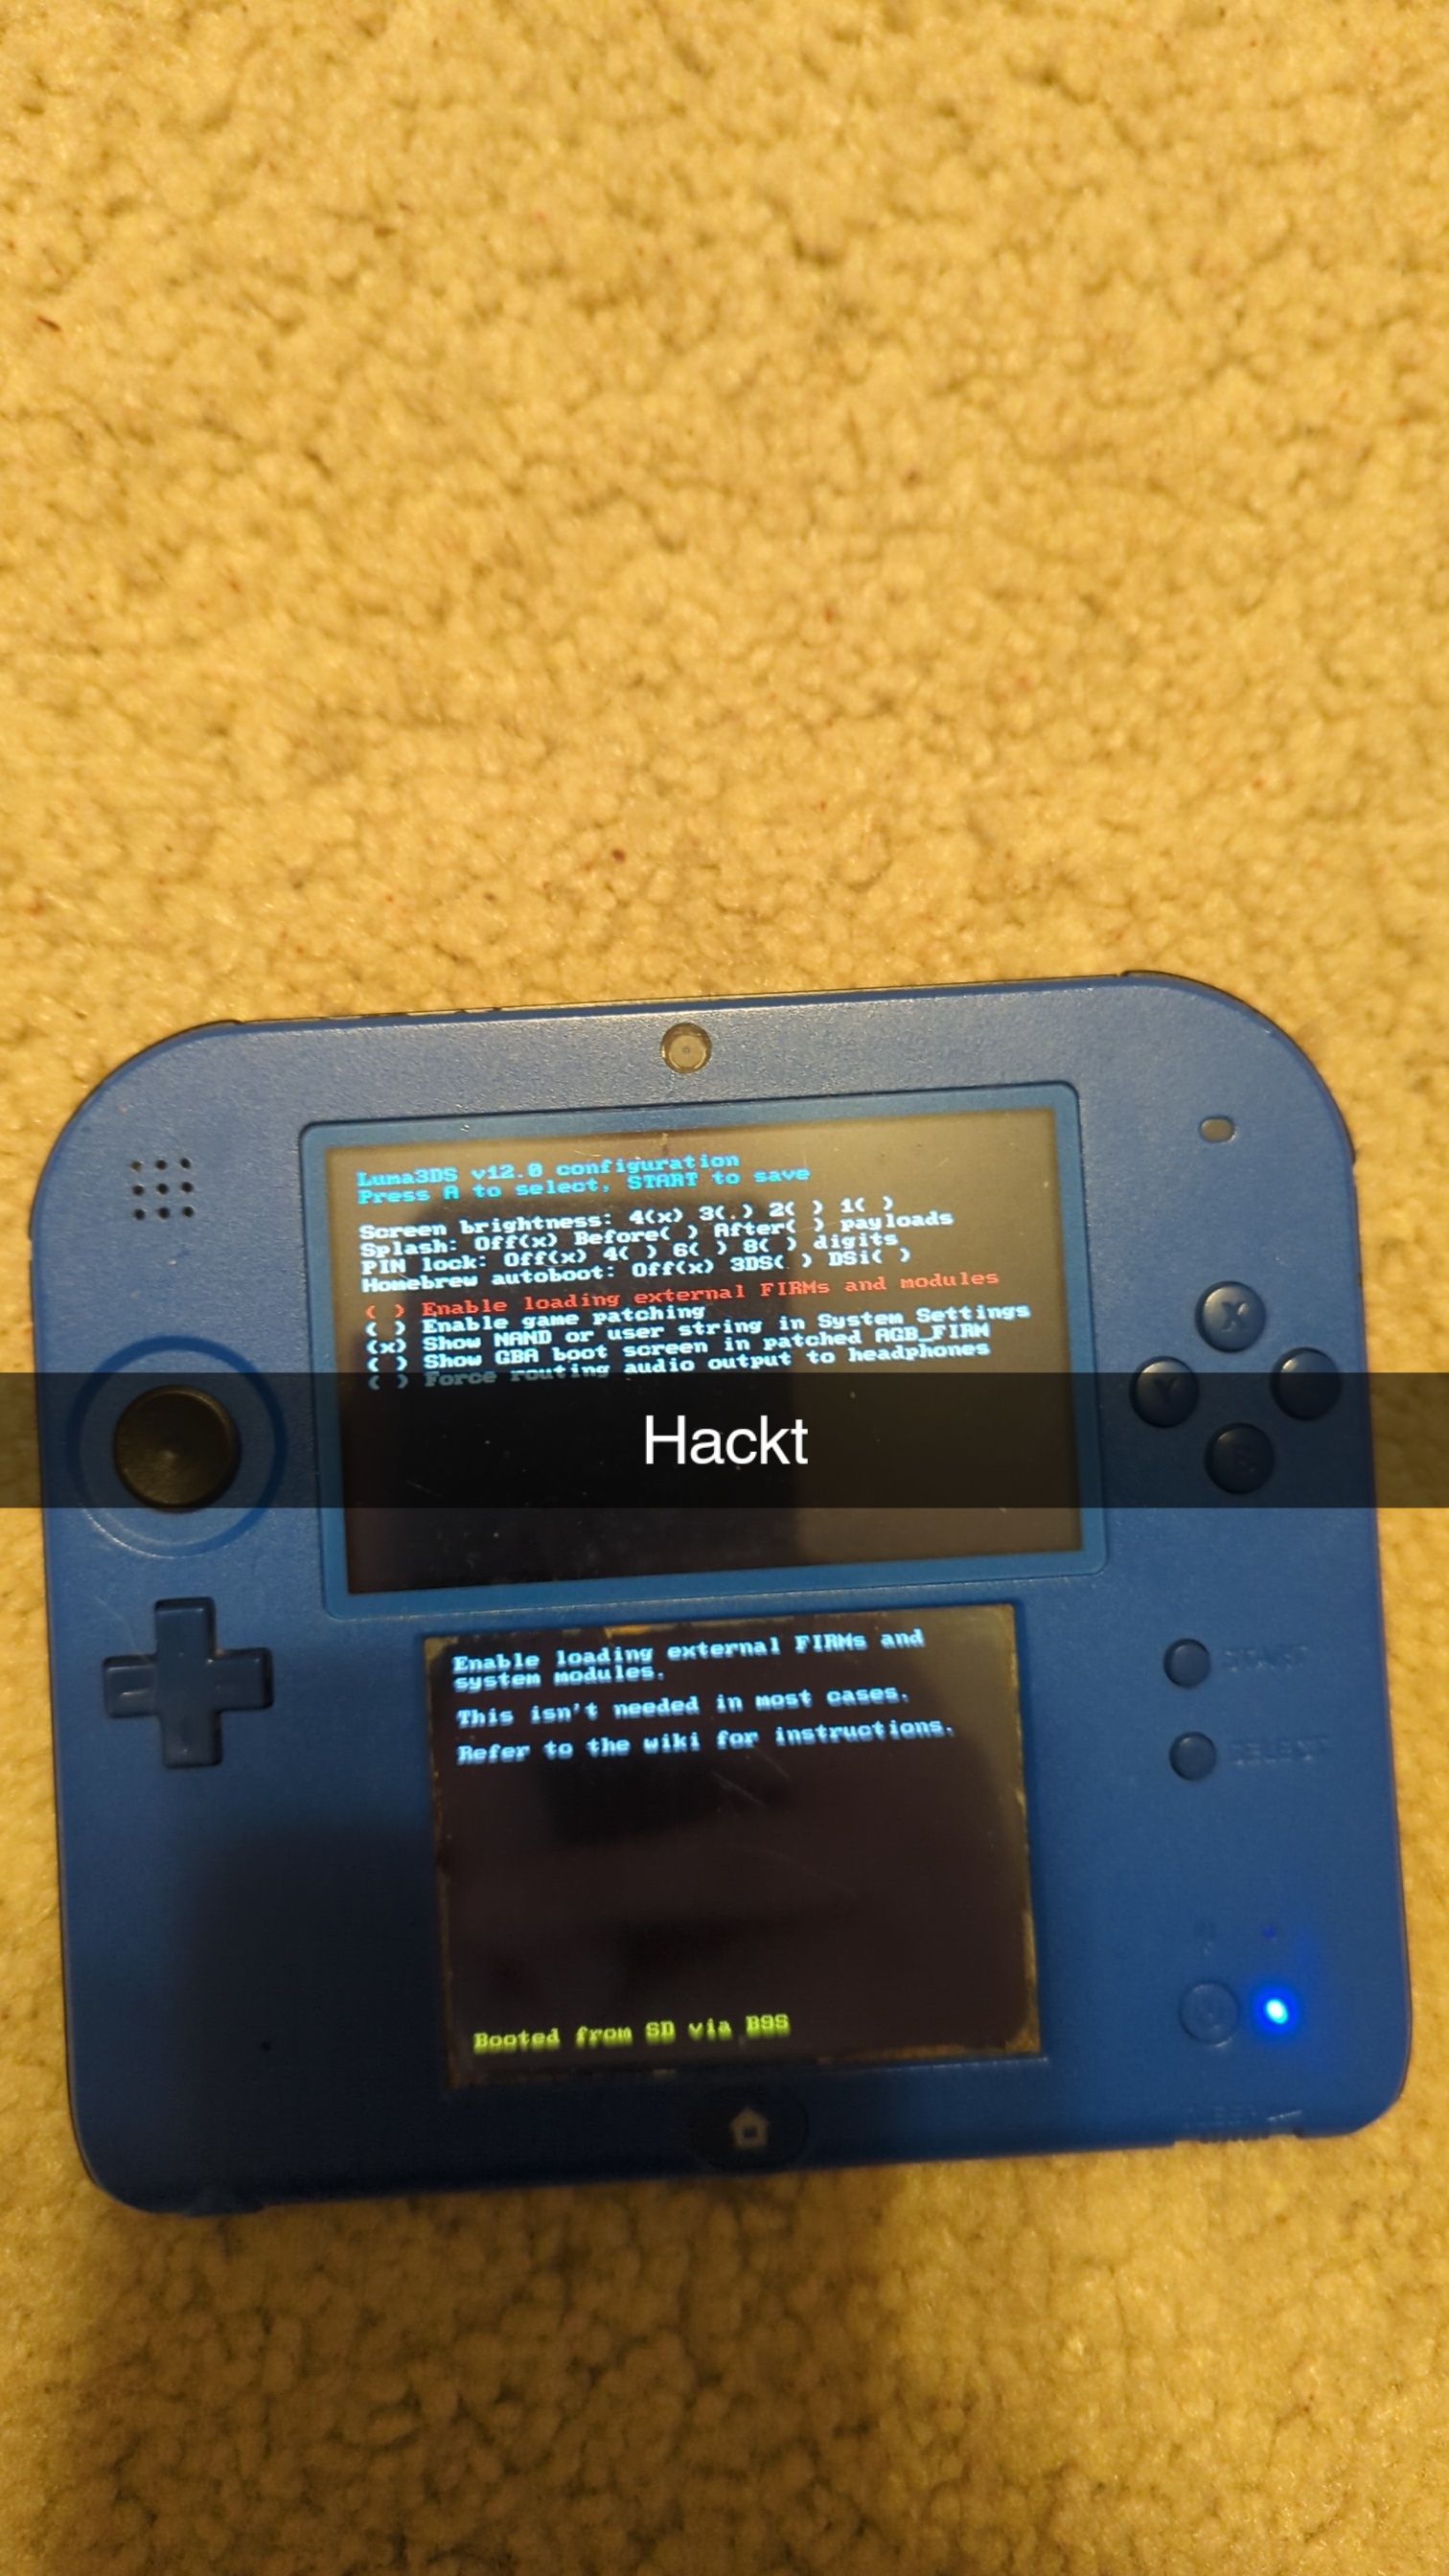 Luma3DS v12.0 configuration
Press A to select, START to save
Screen brightness: 4(x) 3( ) 2( ) 1( )
Splash: Off(x) Before( ) After( ) payloads
PIN lock: Off(x) 4( ) 6( ) 8( ) digits
Homebrew autoboot: Off(x) 3DS( ) DSi( )
( ) Enable loading external FIRMs and modules
( ) Enable game patching
(x) Show NAND or user string in System Settings
( ) Show GBA boot screen in patched AGB_FIRM
( ) Force routing audio output to headphones
X
Y
Hackt
Enable loading external FIRMs and
system modules.
This isn't needed in most cases.
Refer to the wiki for instructions.
START
SELECT
Booted from SD via B9S